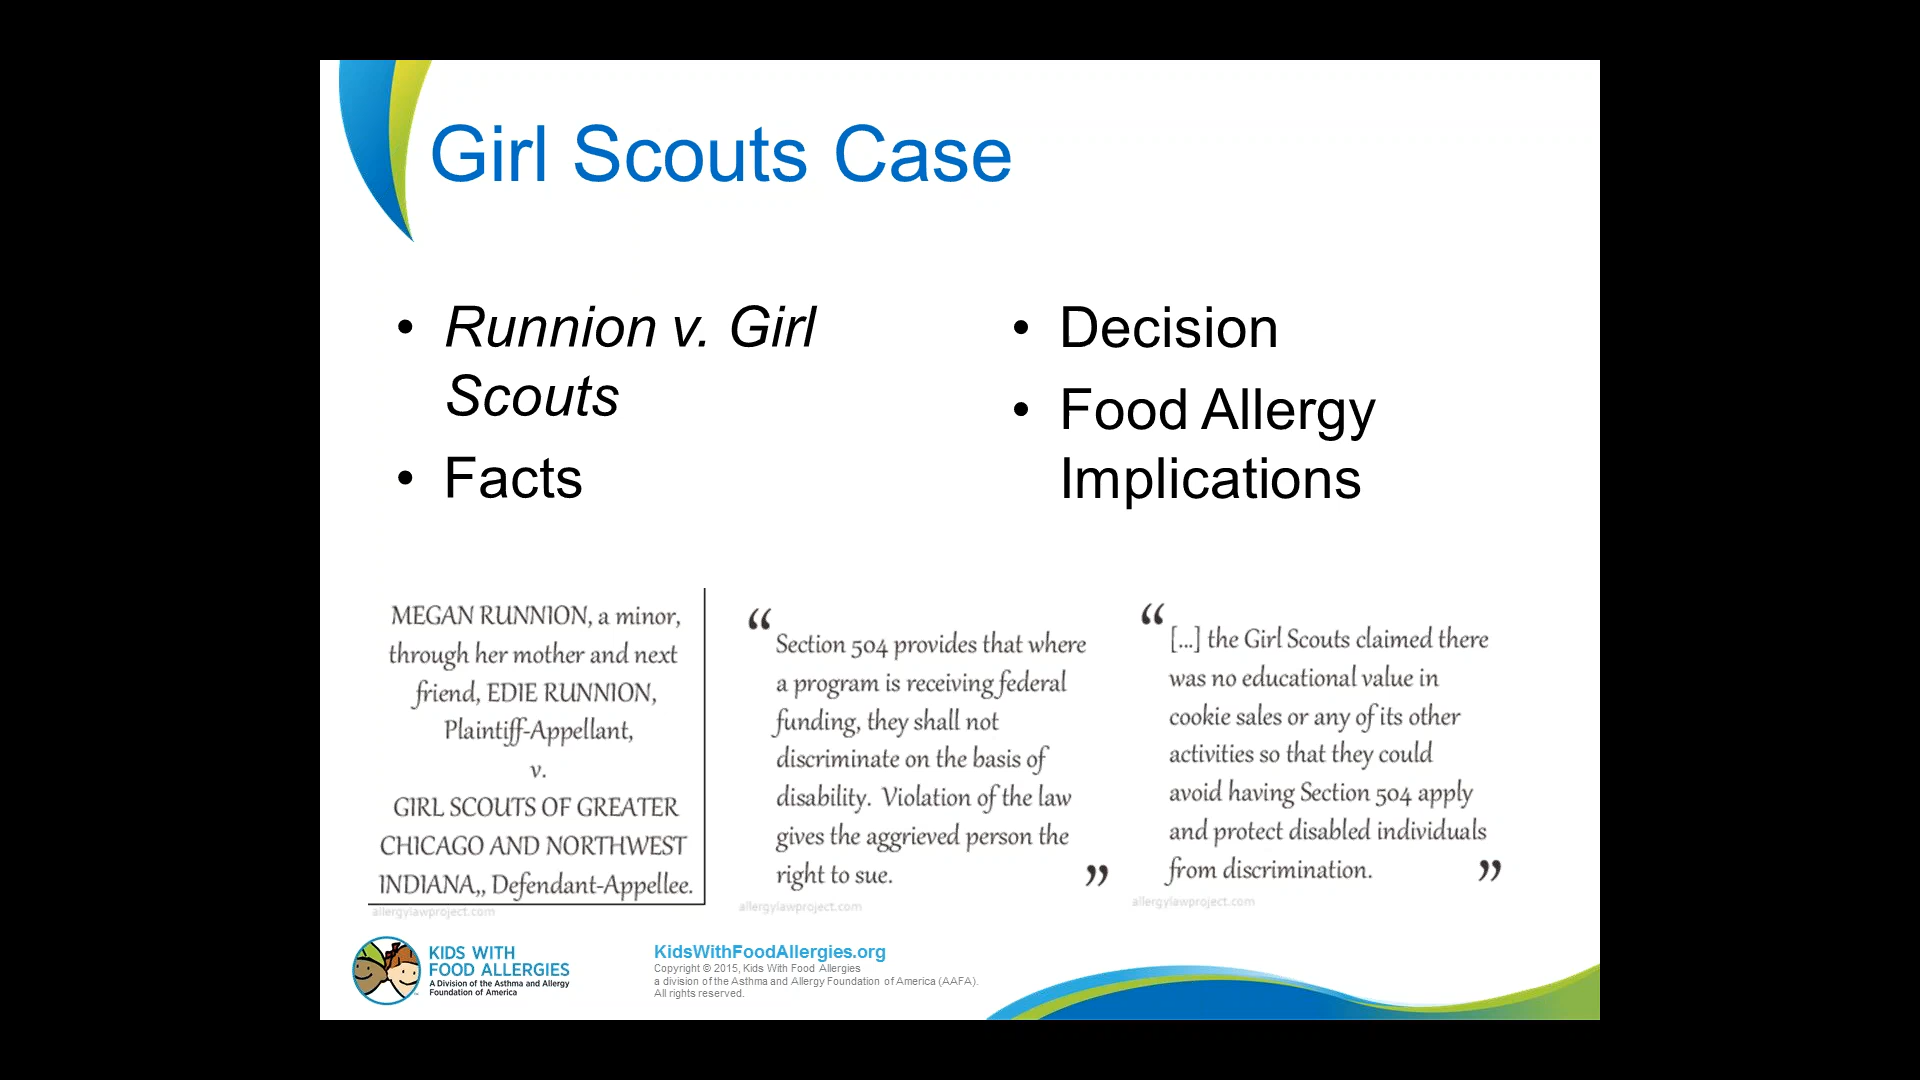 Girl Scouts Case
• Runnion v. Girl
Scouts
• Facts
• Decision
• Food Allergy
Implications
MEGAN RUNNION, a minor,
through her mother and next
friend, EDIE RUNNION,
Plaintiff-Appellant,
v.
GIRL SCOUTS OF GREATER
CHICAGO AND NORTHWEST
INDIANA,, Defendant-Appellee.
allergylawproject.com
“
Section 504 provides that where
a program is receiving federal
funding, they shall not
discriminate on the basis of
disability. Violation of the law
gives the aggrieved person the
right to sue. ”
allergylawproject.com
“
[...] the Girl Scouts claimed there
was no educational value in
cookie sales or any of its other
activities so that they could
avoid having Section 504 apply
and protect disabled individuals
from discrimination. ”
allergylawproject.com
KIDS WITH
FOOD ALLERGIES
A Division of the Asthma and Allergy
Foundation of America
KidsWithFoodAllergies.org
Copyright © 2015, Kids With Food Allergies
a division of the Asthma and Allergy Foundation of America (AAFA).
All rights reserved.